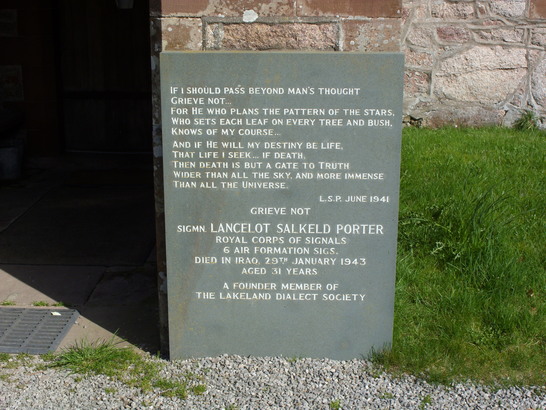 IF I SHOULD PASS BEYOND MAN'S THOUGHT
GRIEVE NOT...
FOR HE WHO PLANS THE PATTERN OF THE STARS,
WHO SETS EACH LEAF ON EVERY TREE AND BUSH,
KNOWS OF MY COURSE...
AND IF HE WILL MY DESTINY BE LIFE,
THAT LIFE I SEEK... IF DEATH,
THEN DEATH IS BUT A GATE TO TRUTH
WIDER THAN ALL THE SKY, AND MORE IMMENSE
THAN ALL THE UNIVERSE.
L.S.P. JUNE 1941
GRIEVE NOT
SIGMN. LANCELOT SALKELD PORTER
ROYAL CORPS OF SIGNALS
6 AIR FORMATION SIGS.
DIED IN IRAQ, 29TH JANUARY 1943
AGED 31 YEARS
A FOUNDER MEMBER OF
THE LAKELAND DIALECT SOCIETY